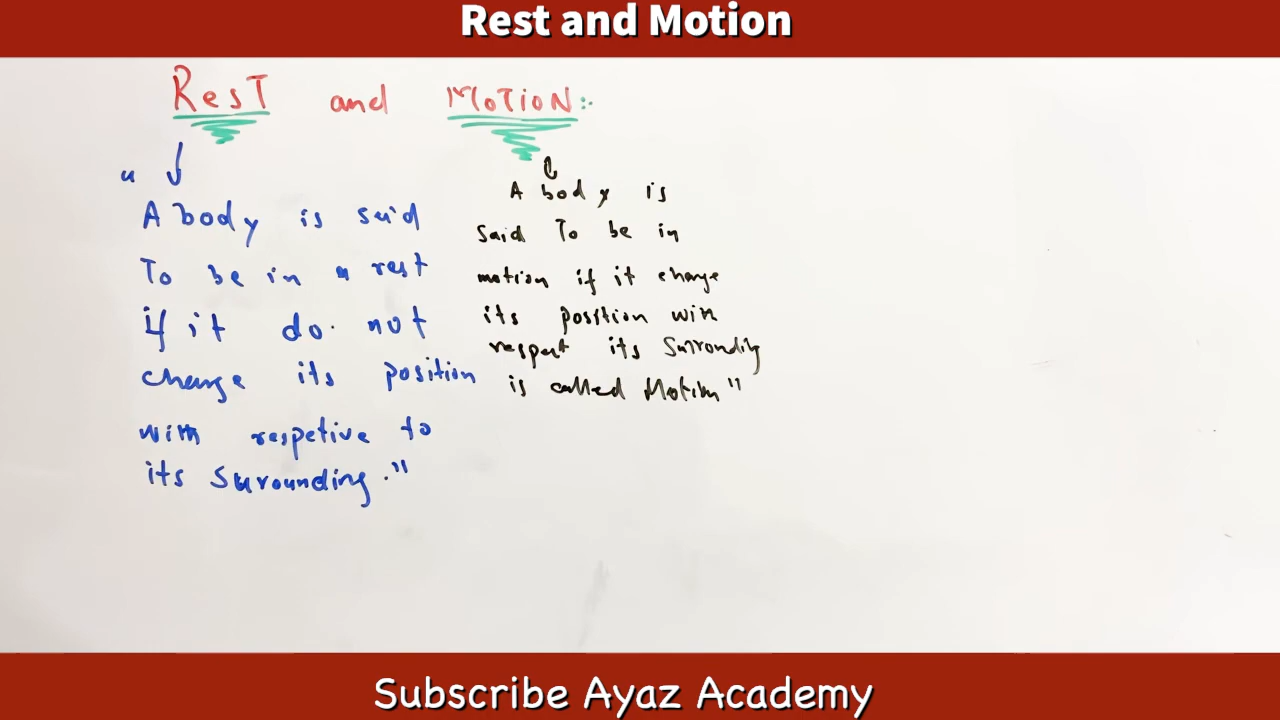 Rest and Motion
ResT and MoTioN:-
"
A body is said
To be in a rest
if it do not
change its position
with respetive to
its Surounding."
A body is
Said To be in
motion if it change
its position with
respect its Surronding
is called Motion"
Subscribe Ayaz Academy